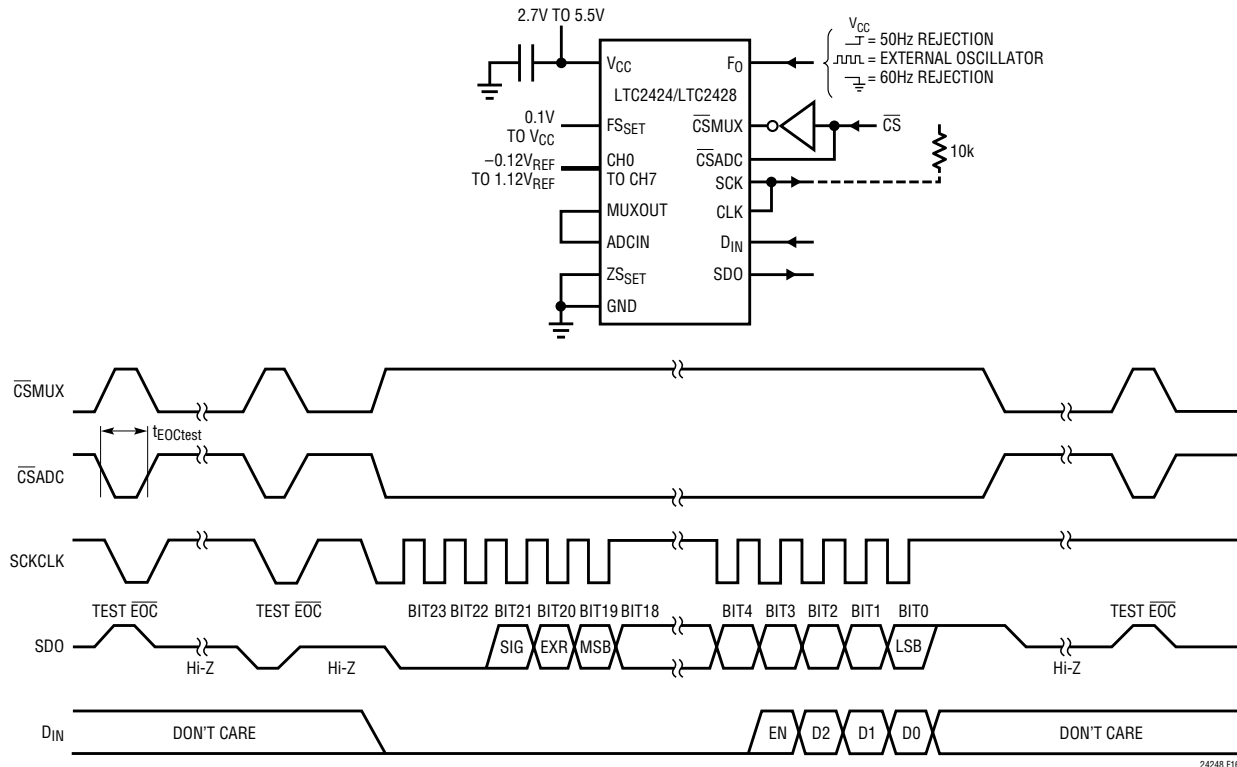 2.7V TO 5.5V
VCC
= 50Hz REJECTION
= EXTERNAL OSCILLATOR
= 60Hz REJECTION
VCC
FO
LTC2424/LTC2428
0.1V
TO VCC
FSSET
CSMUX
CS
–0.12VREF
TO 1.12VREF
CH0
TO CH7
CSADC
10k
SCK
MUXOUT
CLK
ADCIN
DIN
ZSSET
SDO
GND
CSMUX
tEOCtest
CSADC
SCKCLK
TEST EOC
TEST EOC
BIT23 BIT22 BIT21 BIT20 BIT19 BIT18 BIT4 BIT3 BIT2 BIT1 BIT0
TEST EOC
SDO
SIG EXR MSB LSB
Hi-Z
Hi-Z
Hi-Z
DIN
DON'T CARE
EN D2 D1 D0
DON'T CARE
24248 F16